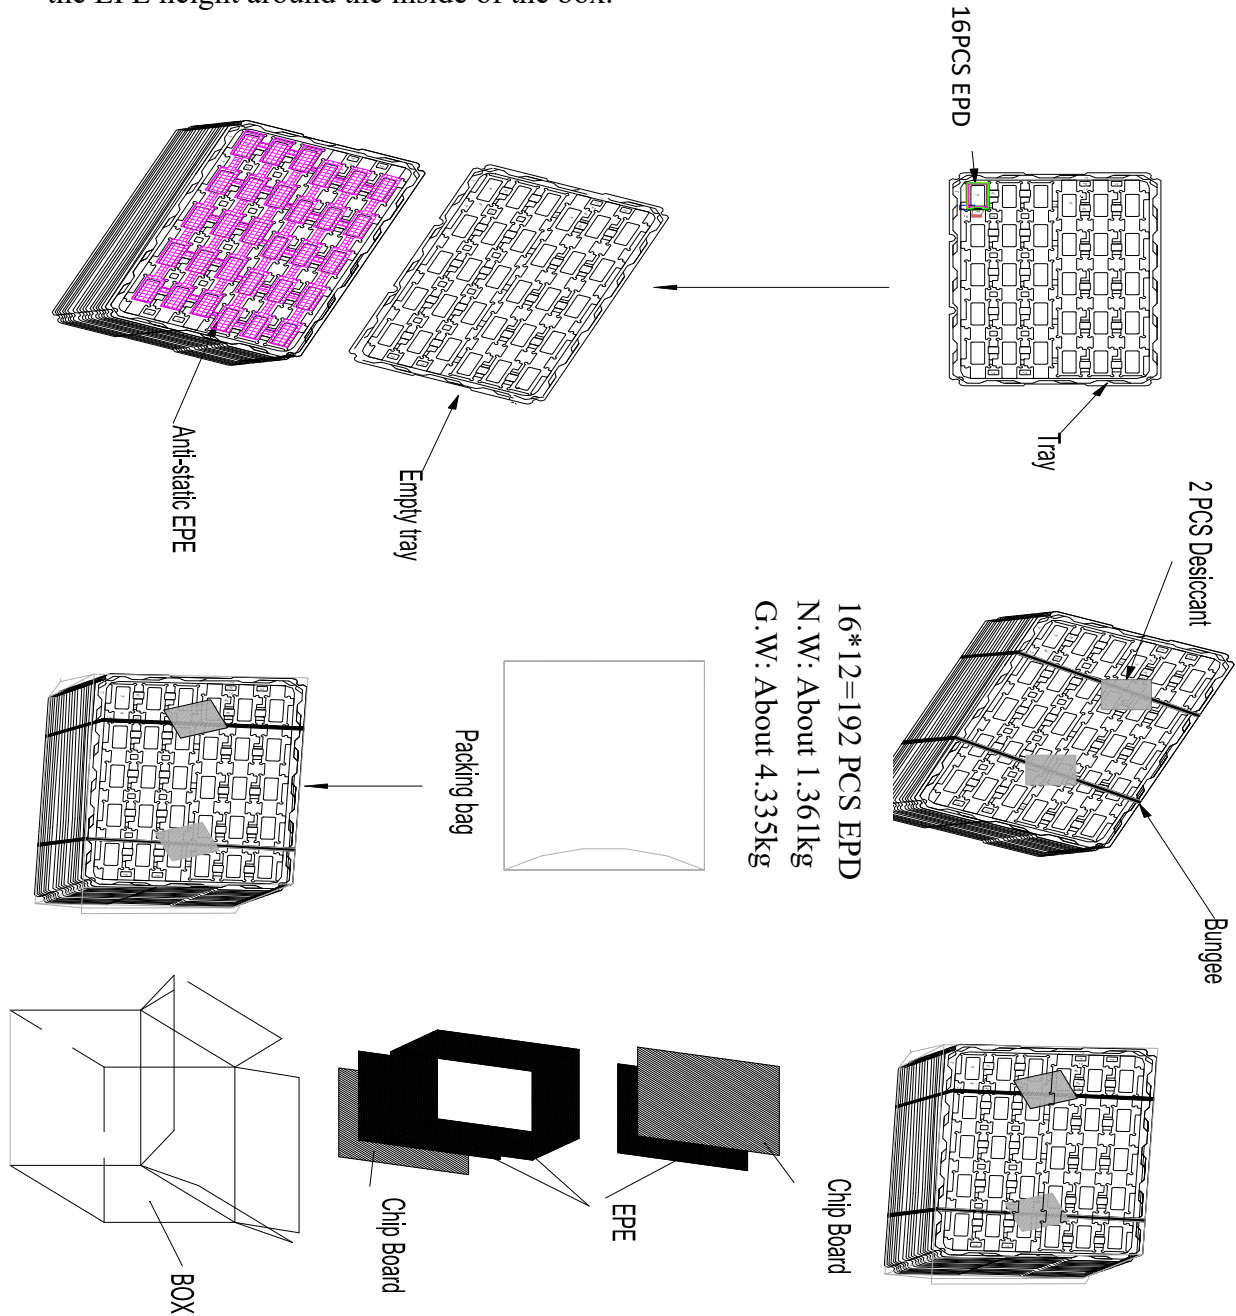 the EPE height around the inside of the box.
16PCS EPD
Tray
Empty tray
Anti-static EPE
2 PCS Desiccant
Bungee
16*12=192 PCS EPD
N.W: About 1.361kg
G.W: About 4.335kg
Packing bag
Chip Board
EPE
Chip Board
BOX